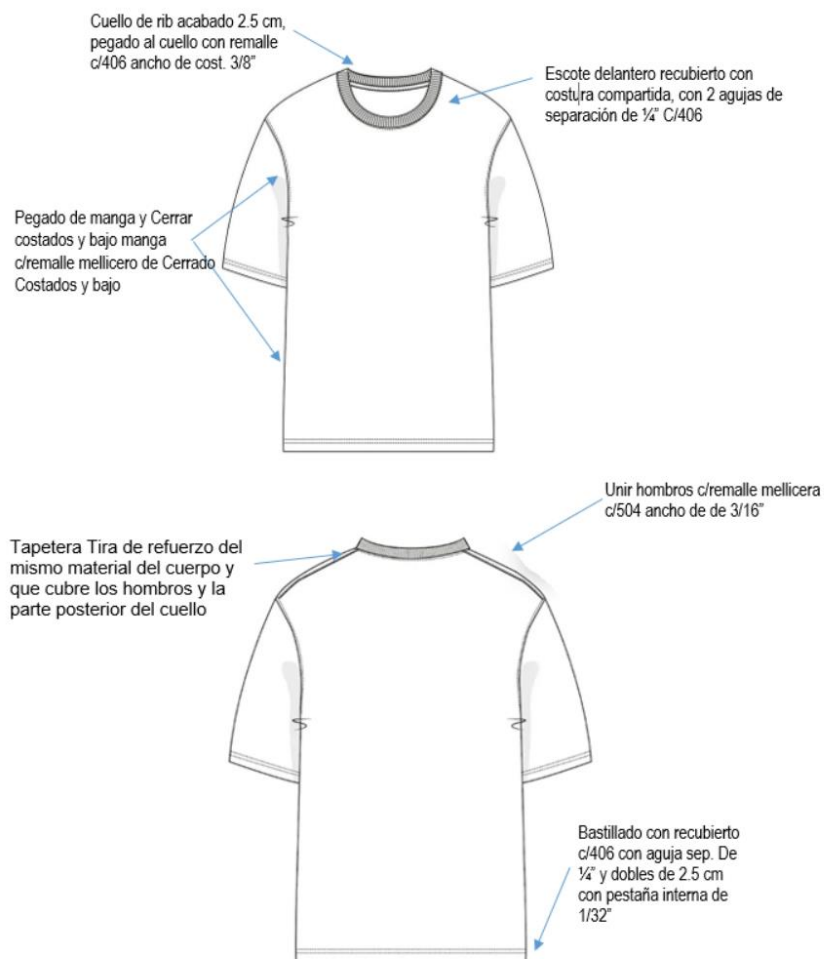 Cuello de rib acabado 2.5 cm,
pegado al cuello con remalle
c/406 ancho de cost. 3/8"
Escote delantero recubierto con
costura compartida, con 2 agujas de
separación de ¼" C/406
Pegado de manga y Cerrar
costados y bajo manga
c/remalle mellicero de Cerrado
Costados y bajo
Unir hombros c/remalle mellicera
c/504 ancho de de 3/16"
Tapetera Tira de refuerzo del
mismo material del cuerpo y
que cubre los hombros y la
parte posterior del cuello
Bastillado con recubierto
c/406 con aguja sep. De
¼" y dobles de 2.5 cm
con pestaña interna de
1/32"